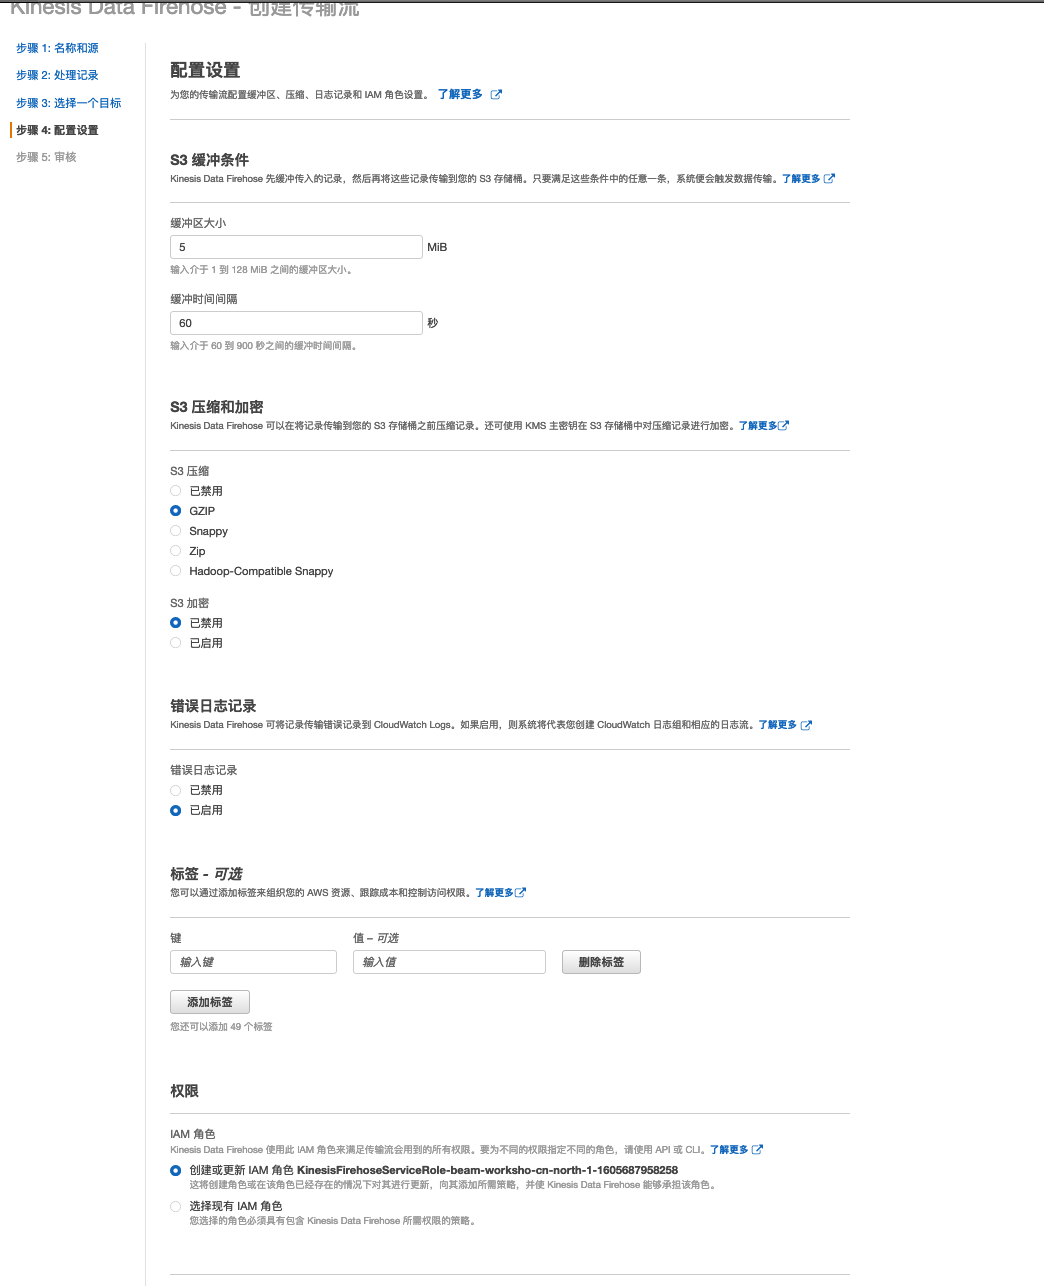 Kinesis Data Firehose - 创建传输流
步骤 1: 名称和源
步骤 2: 处理记录
步骤 3: 选择一个目标
步骤 4: 配置设置
步骤 5: 审核
配置设置
为您的传输流配置缓冲区、压缩、日志记录和 IAM 角色设置。 了解更多
S3 缓冲条件
Kinesis Data Firehose 先缓冲传入的记录，然后再将这些记录传输到您的 S3 存储桶。只要满足这些条件中的任意一条，系统便会触发数据传输。了解更多
缓冲区大小
5 MiB
输入介于 1 到 128 MiB 之间的缓冲区大小。
缓冲时间间隔
60 秒
输入介于 60 到 900 秒之间的缓冲时间间隔。
S3 压缩和加密
Kinesis Data Firehose 可以在将记录传输到您的 S3 存储桶之前压缩记录。还可使用 KMS 主密钥在 S3 存储桶中对压缩记录进行加密。了解更多
S3 压缩
已禁用
GZIP
Snappy
Zip
Hadoop-Compatible Snappy
S3 加密
已禁用
已启用
错误日志记录
Kinesis Data Firehose 可将记录传输错误记录到 CloudWatch Logs。如果启用，则系统将代表您创建 CloudWatch 日志组和相应的日志流。了解更多
错误日志记录
已禁用
已启用
标签 - 可选
您可以通过添加标签来组织您的 AWS 资源、跟踪成本和控制访问权限。了解更多
键 值 – 可选
输入键 输入值 删除标签
添加标签
您还可以添加 49 个标签
权限
IAM 角色
Kinesis Data Firehose 使用此 IAM 角色来满足传输流会用到的所有权限。要为不同的权限指定不同的角色，请使用 API 或 CLI。了解更多
创建或更新 IAM 角色 KinesisFirehoseServiceRole-beam-worksho-cn-north-1-1605687958258
这将创建角色或在该角色已经存在的情况下对其进行更新，向其添加所需策略，并使 Kinesis Data Firehose 能够承担该角色。
选择现有 IAM 角色
您选择的角色必须具有包含 Kinesis Data Firehose 所需权限的策略。